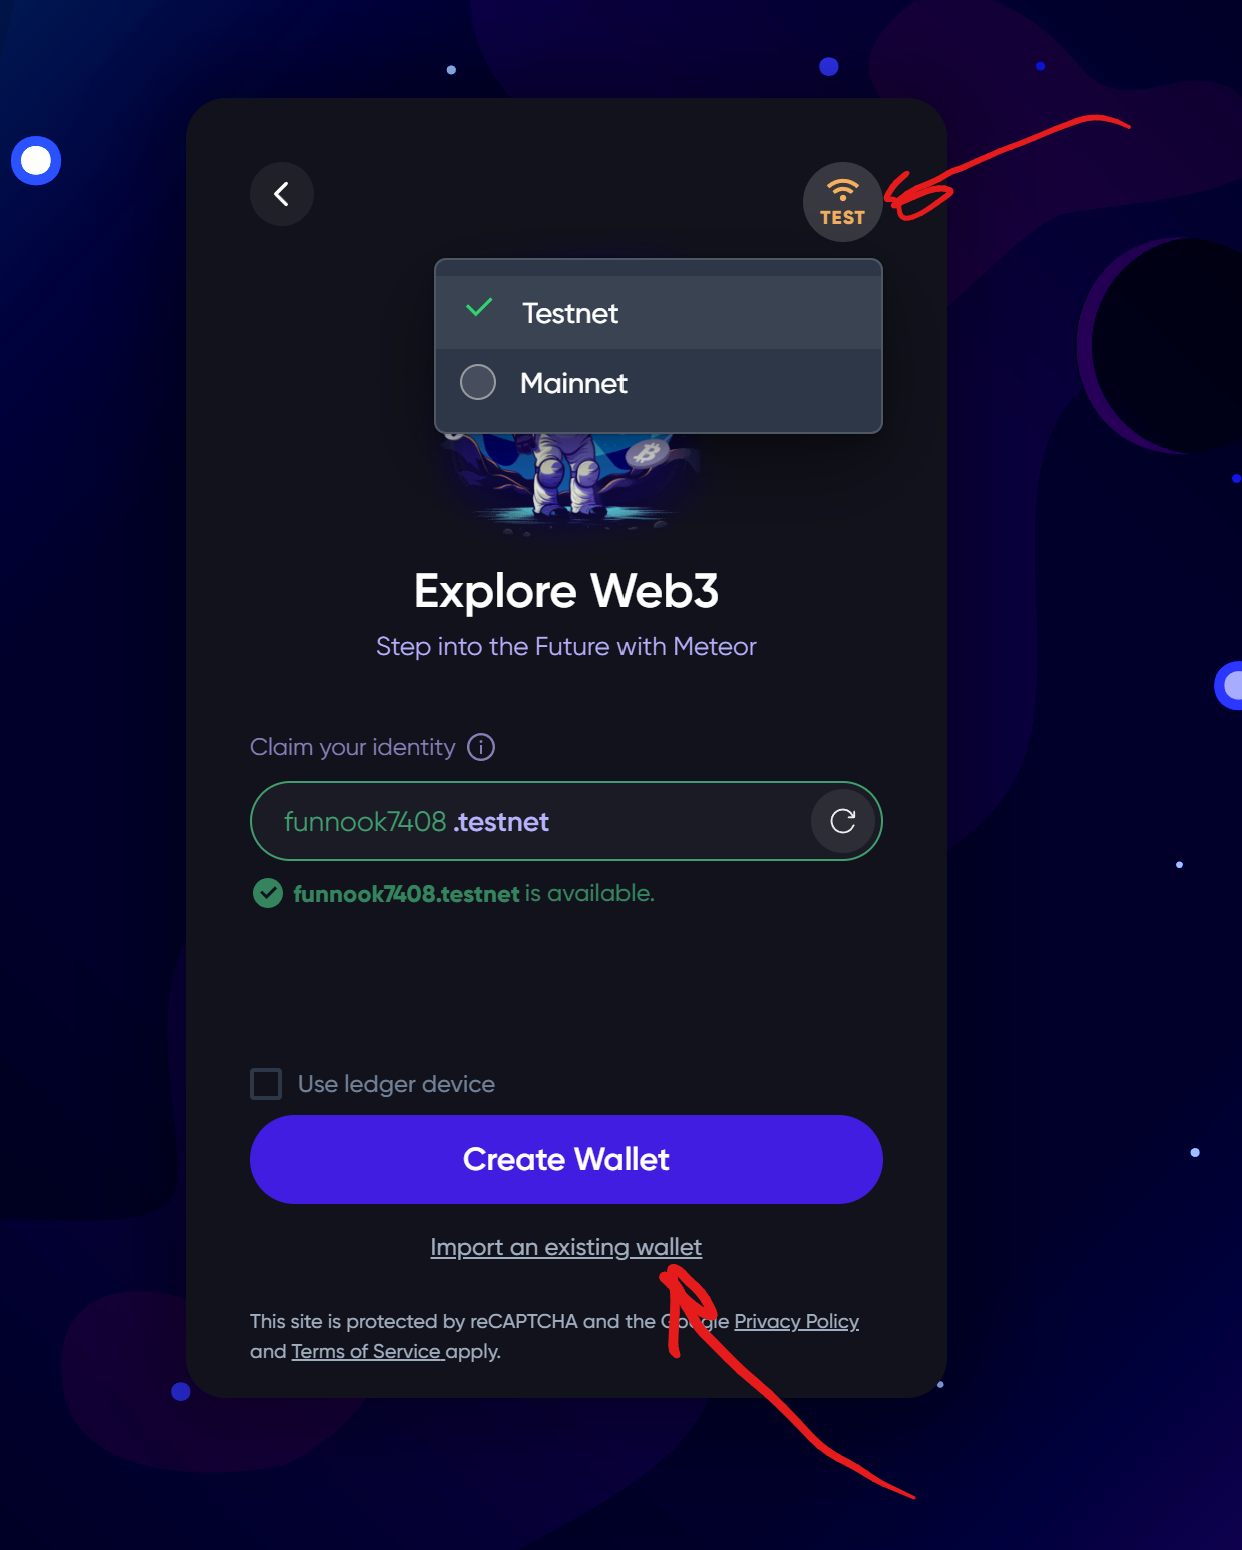 TEST
Testnet
Mainnet
Explore Web3
Step into the Future with Meteor
Claim your identity
funnook7408 .testnet
funnook7408.testnet is available.
Use ledger device
Create Wallet
Import an existing wallet
This site is protected by reCAPTCHA and the Google Privacy Policy
and Terms of Service apply.